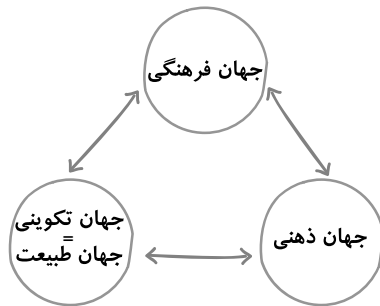 جهان فرهنگی
جهان تکوینی
=
جهان طبیعت
جهان ذهنی